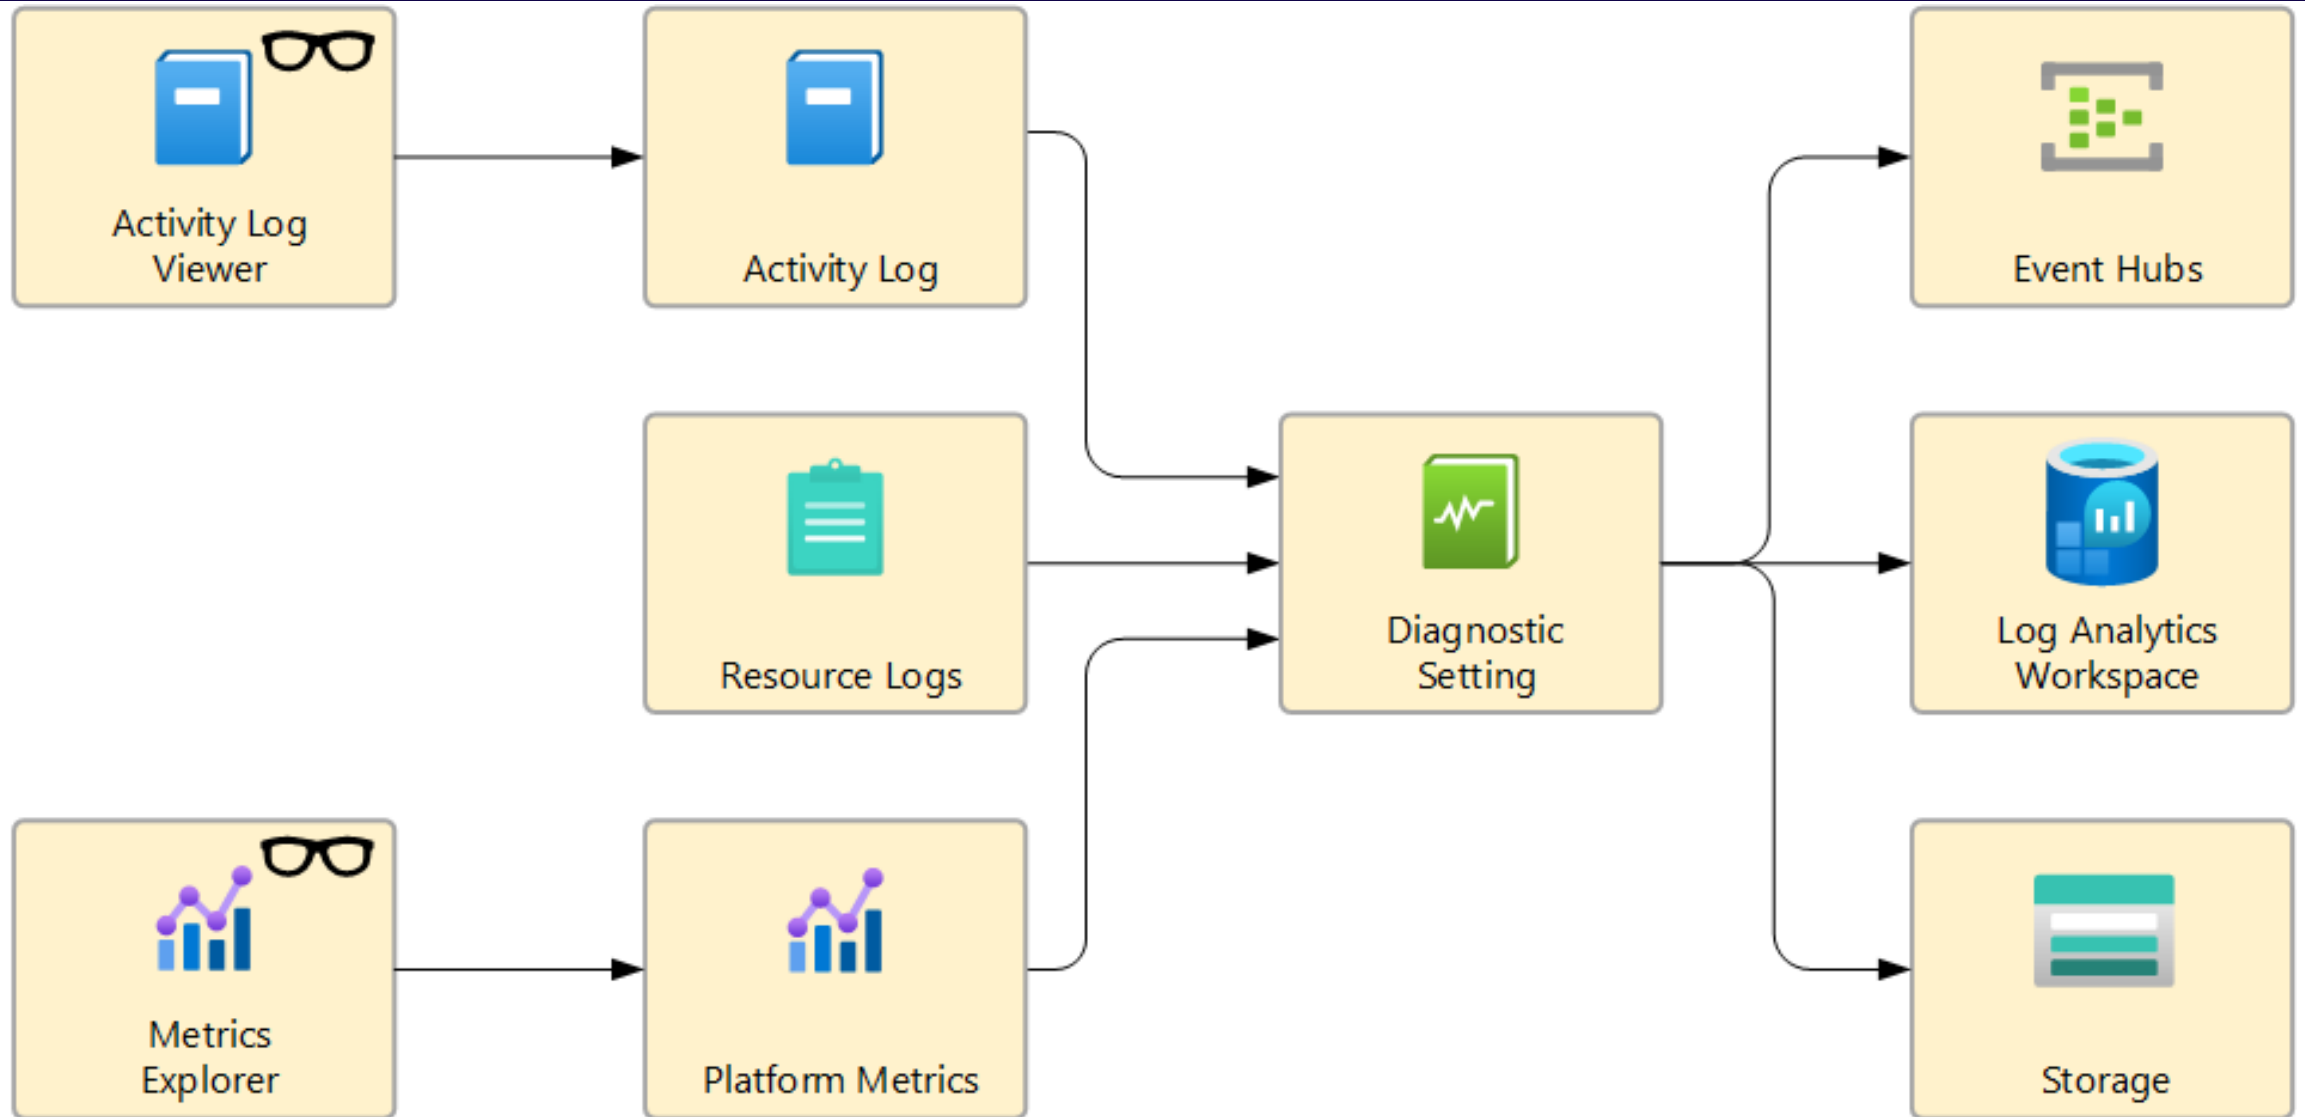 Activity Log
Viewer
Activity Log
Event Hubs
Resource Logs
Diagnostic
Setting
Log Analytics
Workspace
Metrics
Explorer
Platform Metrics
Storage